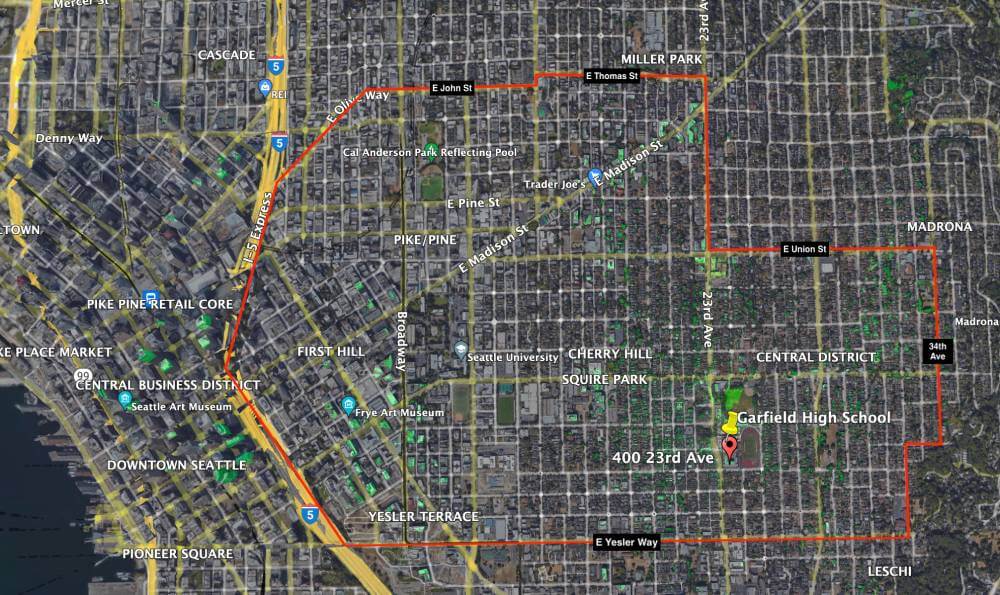 Mercer St
23rd A
CASCADE
MILLER PARK
5
REI
E Thomas St
E John St
E Olive Way
Denny Way
5
Cal Anderson Park Reflecting Pool
E Madison St
Trader Joe's
E Pine St
I-5 Express
LTOWN
PIKE/PINE
E Madison St
MADRONA
E Union St
PIKE PINE RETAIL CORE
23rd Ave
Broadway
Madrona
KE PLACE MARKET
FIRST HILL
Seattle University
CHERRY HILL
CENTRAL DISTRICT
34th
Ave
99
CENTRAL BUSINESS DISTRICT
SQUIRE PARK
Seattle Art Museum
Frye Art Museum
Garfield High School
400 23rd Ave
DOWNTOWN SEATTLE
5
YESLER TERRACE
E Yesler Way
PIONEER SQUARE
LESCHI